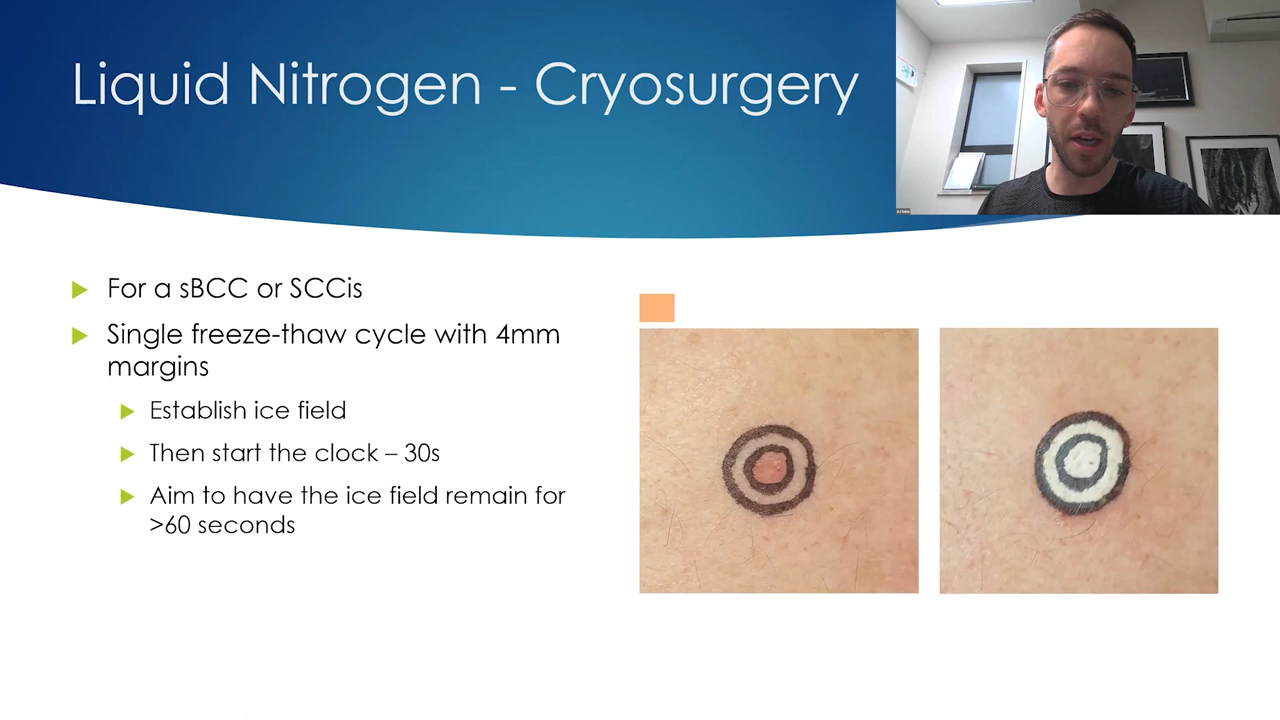 Liquid Nitrogen - Cryosurgery
For a sBCC or SCCis
Single freeze-thaw cycle with 4mm
margins
Establish ice field
Then start the clock – 30s
Aim to have the ice field remain for
>60 seconds